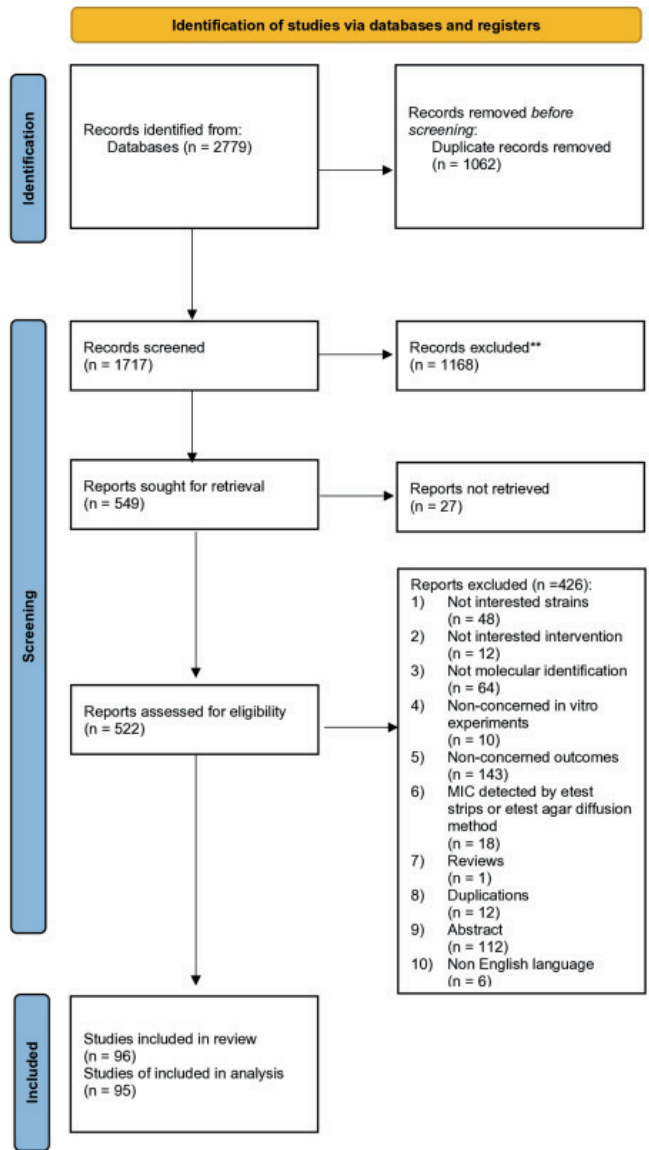 Identification of studies via databases and registers
Identification
Records identified from:
Databases (n = 2779)
Records removed before
screening:
Duplicate records removed
(n = 1062)
Screening
Records screened
(n = 1717)
Records excluded**
(n = 1168)
Reports sought for retrieval
(n = 549)
Reports not retrieved
(n = 27)
Reports assessed for eligibility
(n = 522)
Reports excluded (n =426):
1) Not interested strains
(n = 48)
2) Not interested intervention
(n = 12)
3) Not molecular identification
(n = 64)
4) Non-concerned in vitro
experiments
(n = 10)
5) Non-concerned outcomes
(n = 143)
6) MIC detected by etest
strips or etest agar diffusion
method
(n = 18)
7) Reviews
(n = 1)
8) Duplications
(n = 12)
9) Abstract
(n = 112)
10) Non English language
(n = 6)
Included
Studies included in review
(n = 96)
Studies of included in analysis
(n = 95)